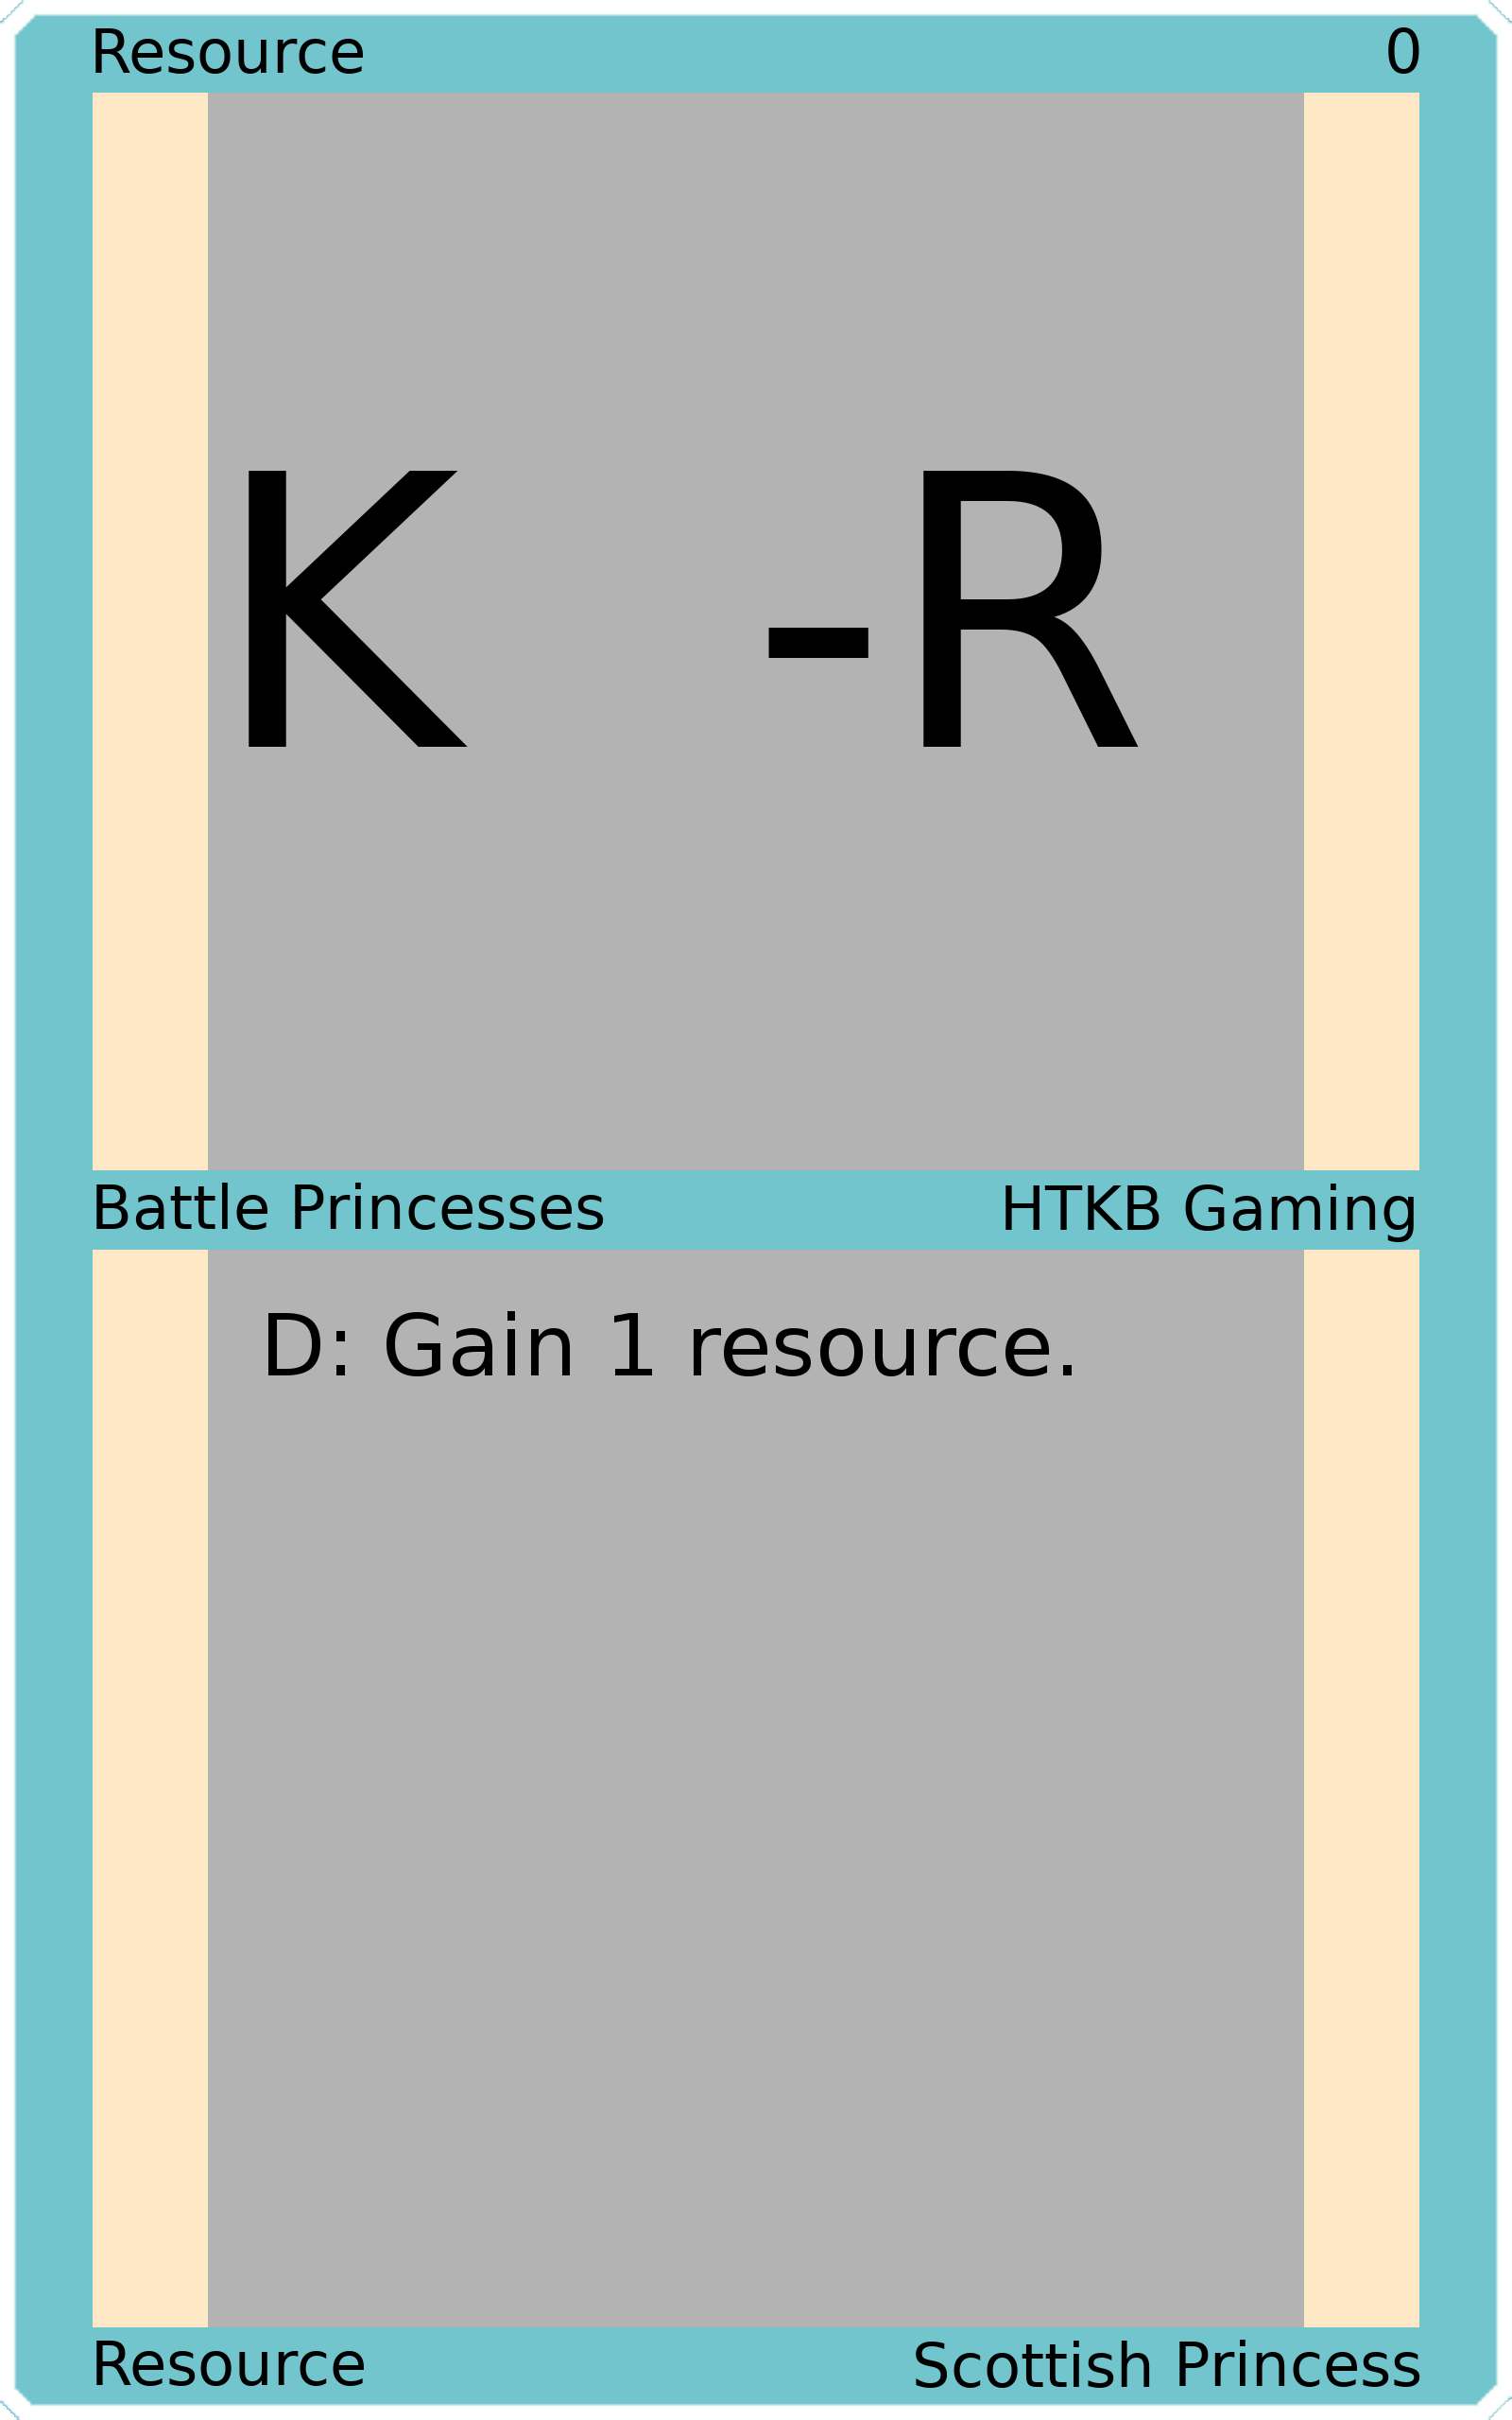 Resource 0
K -R
Battle Princesses HTKB Gaming
D: Gain 1 resource.
Resource Scottish Princess